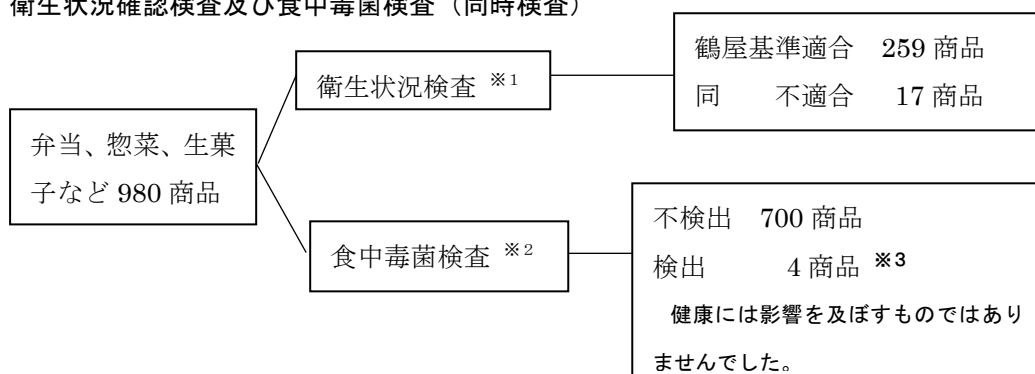 衛生状況確認検査及び食中毒菌検査（同時検査）
鶴屋基準適合　259 商品
同　　不適合　17 商品
衛生状況検査 ※1
弁当、惣菜、生菓
子など 980 商品
食中毒菌検査 ※2
不検出　700 商品
検出　　4 商品 ※3
健康には影響を及ぼすものではあり
ませんでした。